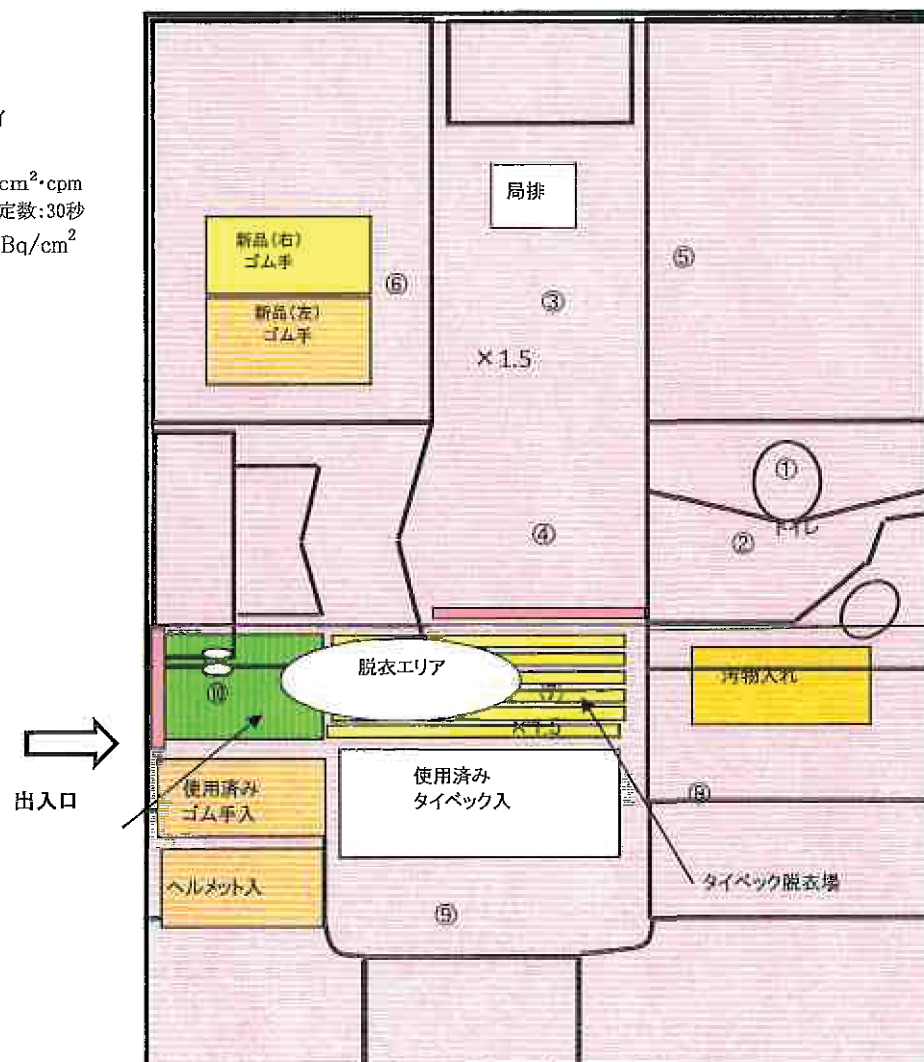 cm²･cpm
定数:30秒
Bq/cm²
局排
新品(右)
ゴム手
新品(左)
ゴム手
⑥
③
⑤
×1.5
①
トイレ
②
④
脱衣エリア
⑦
×1.5
⑩
汚物入れ
出入口
使用済み
ゴム手入
使用済み
タイベック入
⑧
ヘルメット入
タイベック脱衣場
⑨